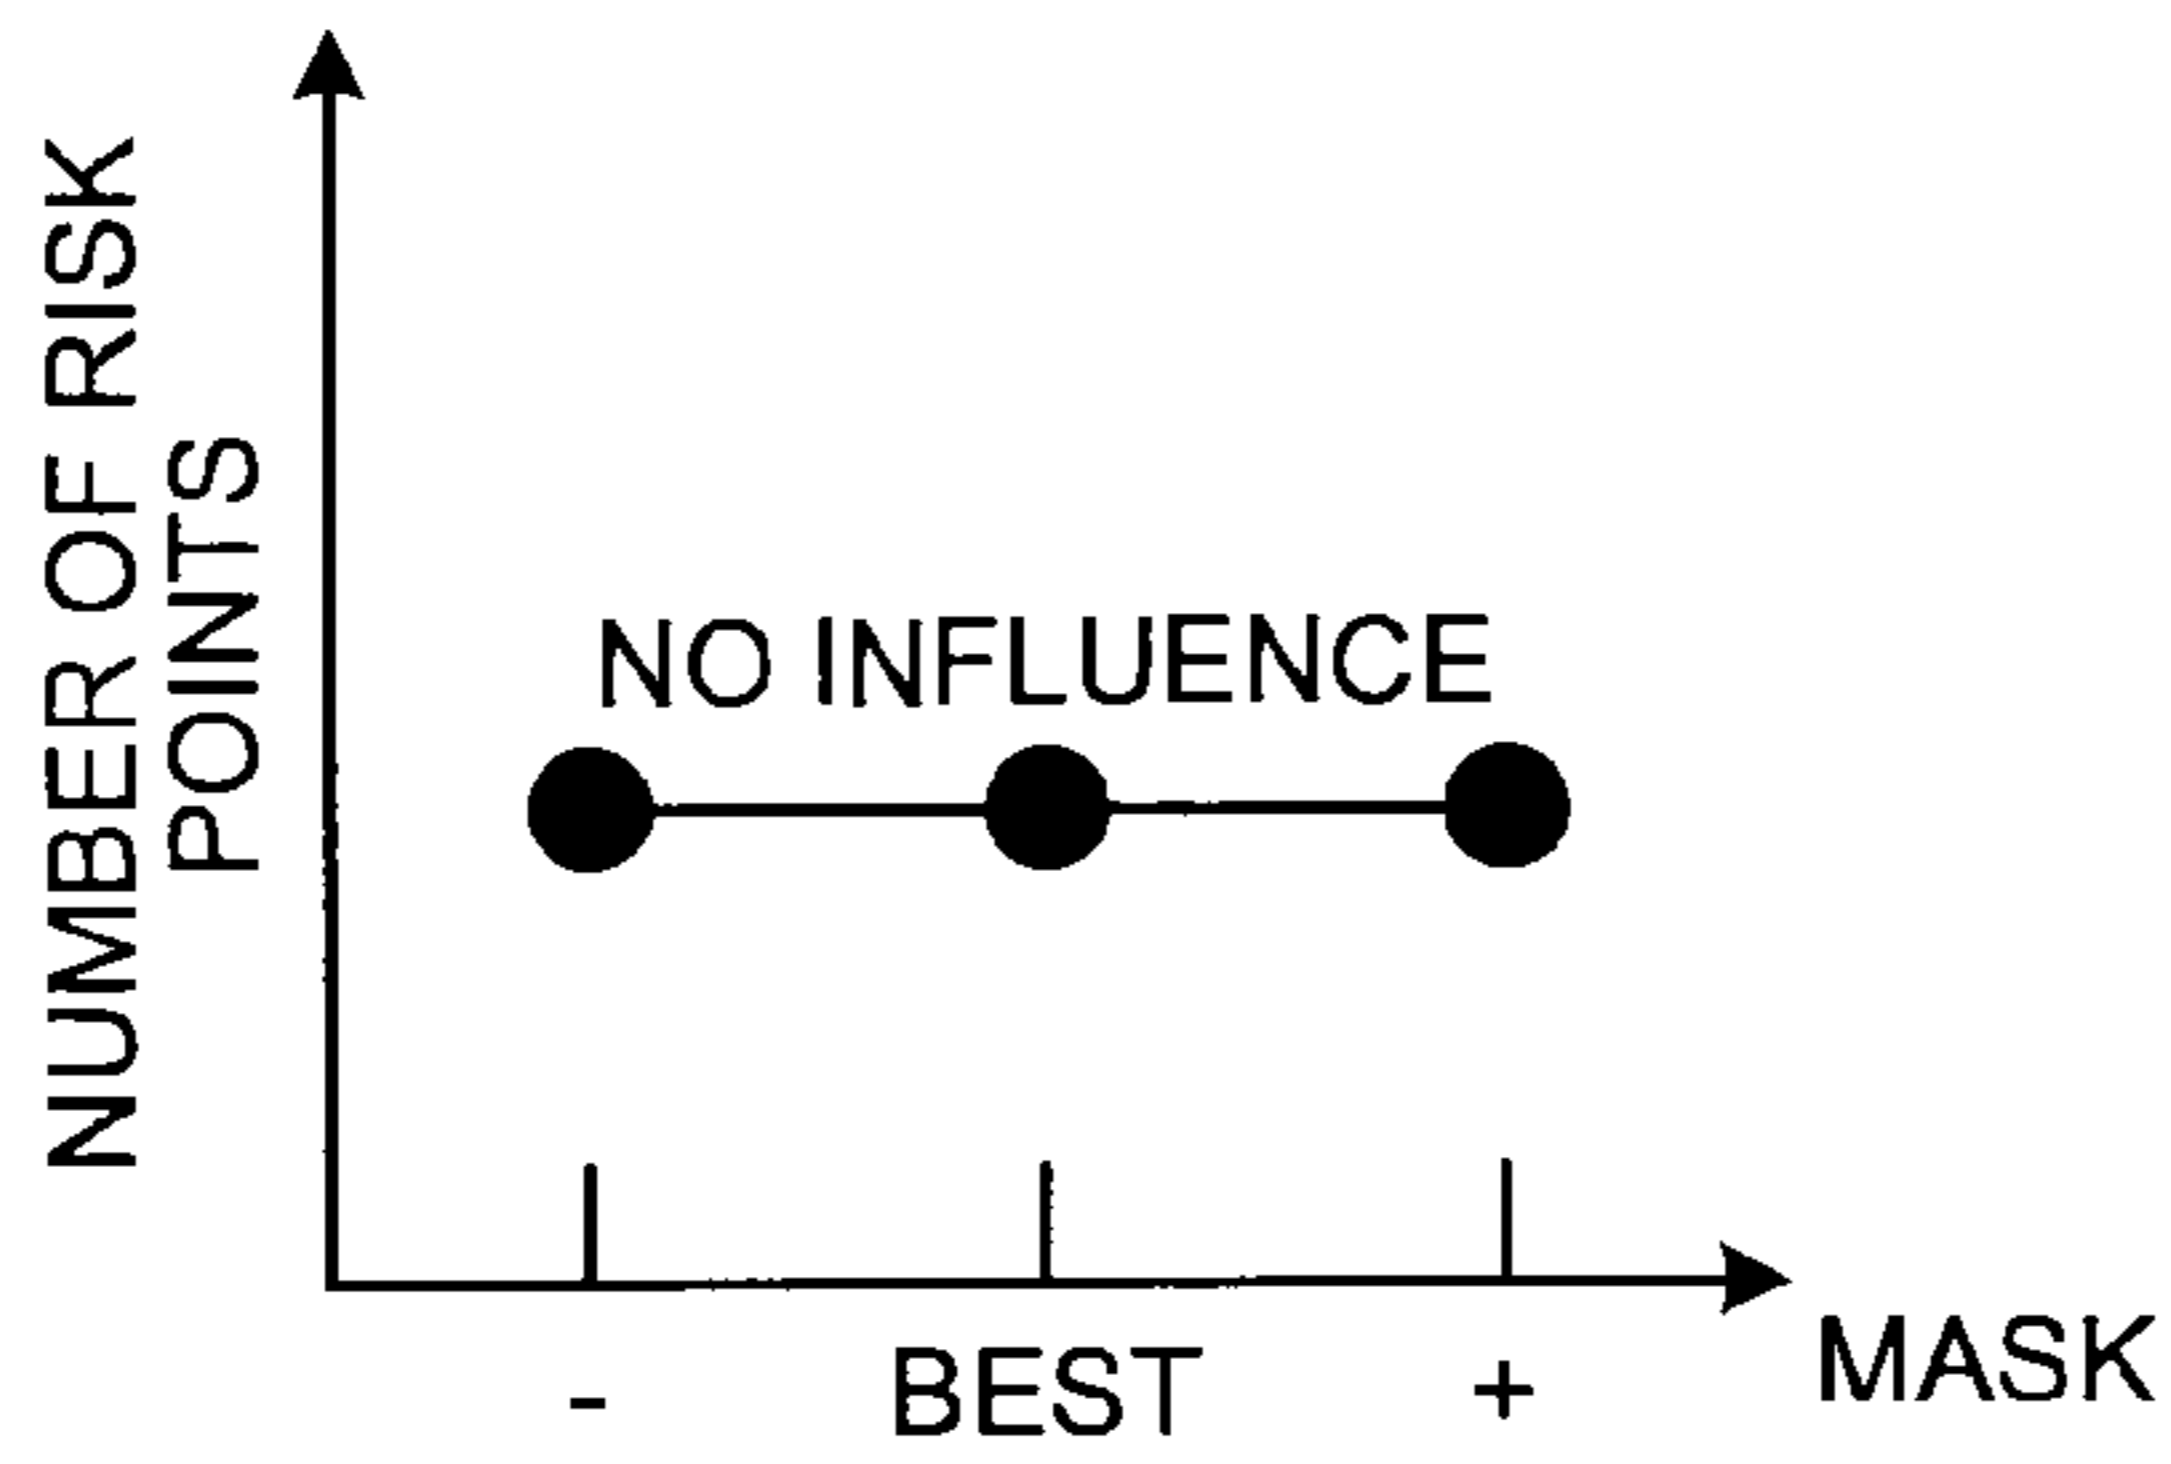 NUMBER OF RISK
POINTS
NO INFLUENCE
- BEST +
MASK